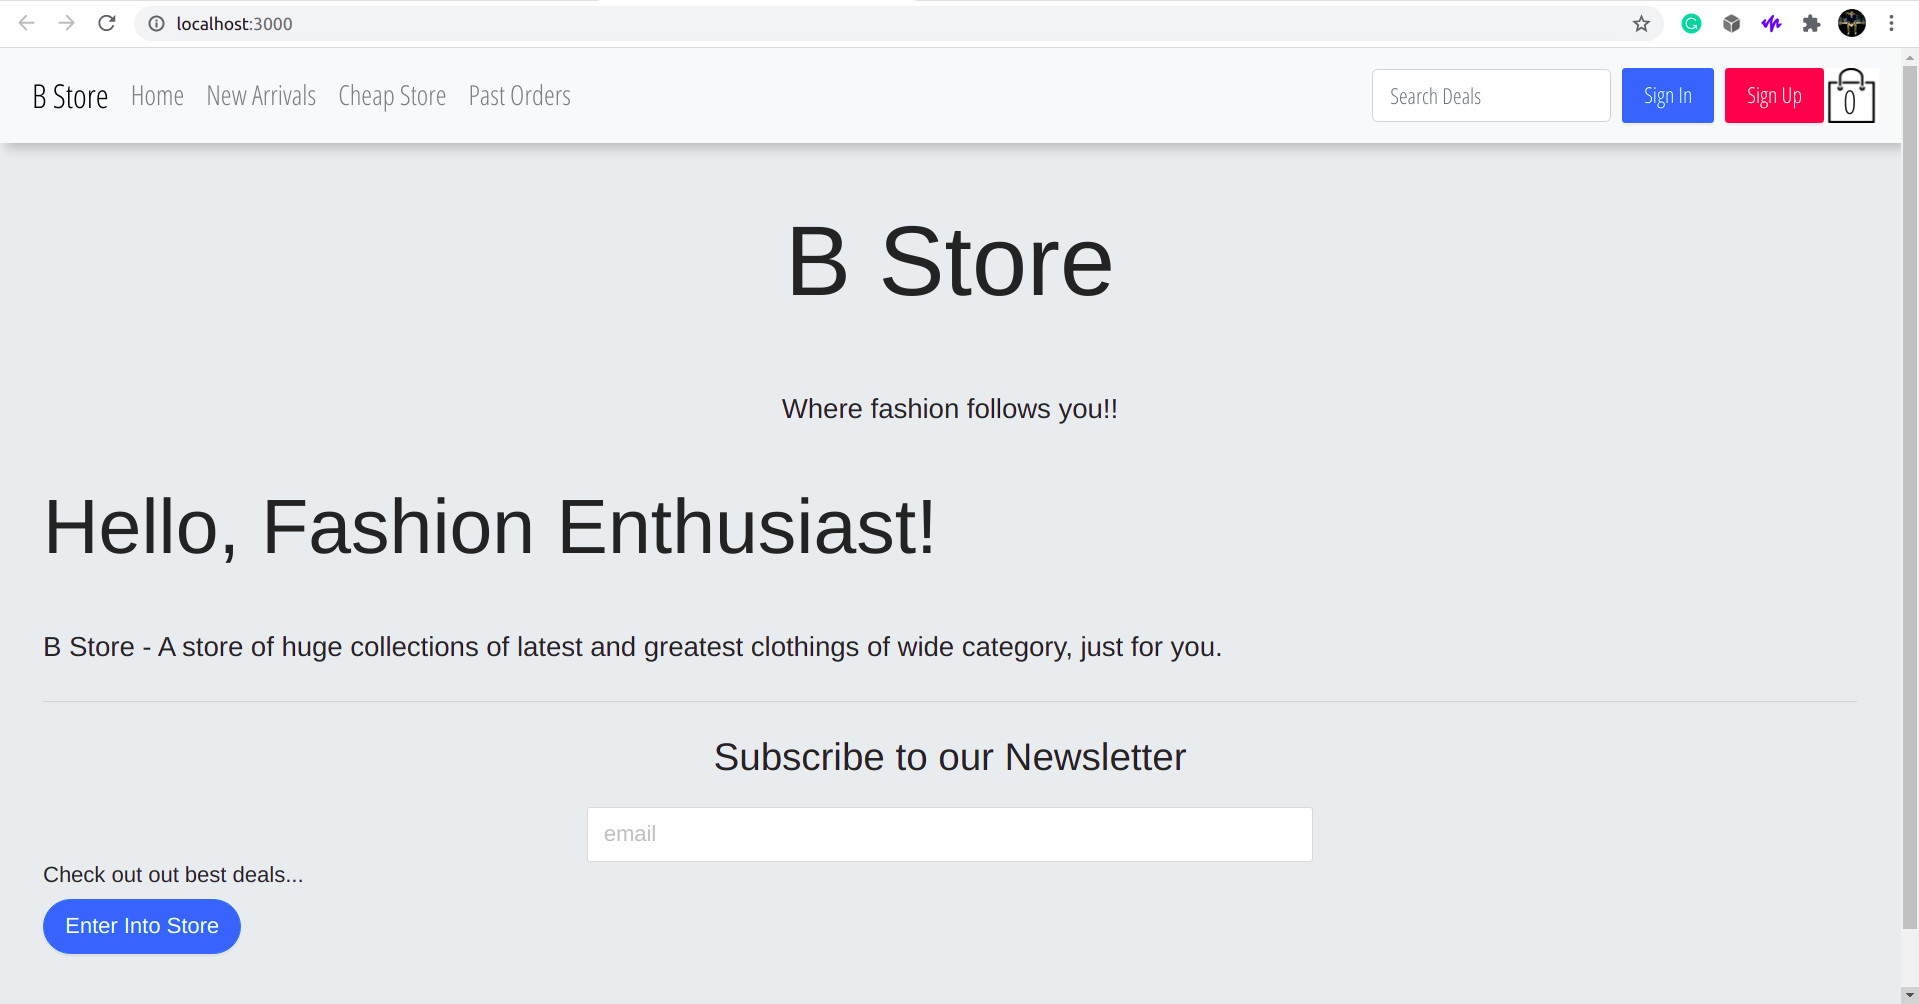 localhost:3000
B Store Home New Arrivals Cheap Store Past Orders Search Deals Sign In Sign Up 0
B Store
Where fashion follows you!!
Hello, Fashion Enthusiast!
B Store - A store of huge collections of latest and greatest clothings of wide category, just for you.
Subscribe to our Newsletter
email
Check out out best deals...
Enter Into Store